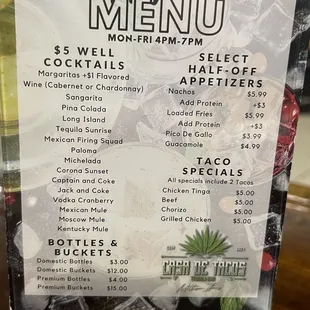 MENU
MON-FRI 4PM-7PM
$5 WELL
COCKTAILS
Margaritas +$1 Flavored
Wine (Cabernet or Chardonnay)
Sangarita
Pina Colada
Long Island
Tequila Sunrise
Mexican Firing Squad
Paloma
Michelada
Corona Sunset
Captain and Coke
Jack and Coke
Vodka Cranberry
Mexican Mule
Moscow Mule
Kentucky Mule
BOTTLES &
BUCKETS
Domestic Bottles $3.00
Domestic Buckets $12.00
Premium Bottles $4.00
Premium Buckets $15.00
SELECT
HALF-OFF
APPETIZERS
Nachos $5.99
Add Protein +$3
Loaded Fries $5.99
Add Protein +$3
Pico De Gallo $3.99
Guacamole $4.99
TACO
SPECIALS
All specials include 2 Tacos
Chicken Tinga $5.00
Beef $5.00
Chorizo $5.00
Grilled Chicken $5.00
CASA DE TACOS